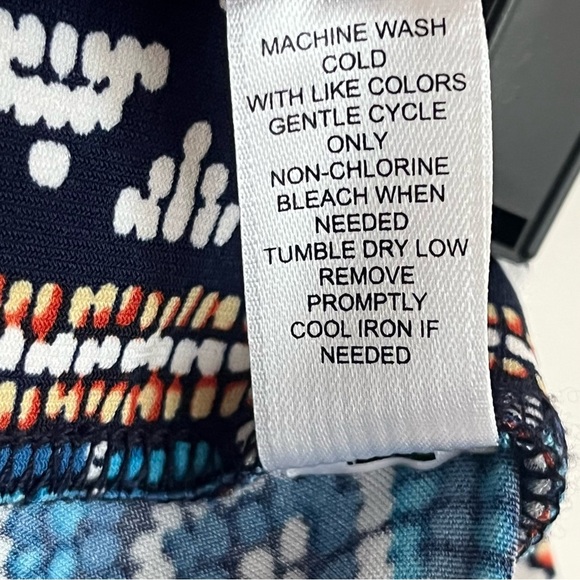 MACHINE WASH
COLD
WITH LIKE COLORS
GENTLE CYCLE
ONLY
NON-CHLORINE
BLEACH WHEN
NEEDED
TUMBLE DRY LOW
REMOVE
PROMPTLY
COOL IRON IF
NEEDED